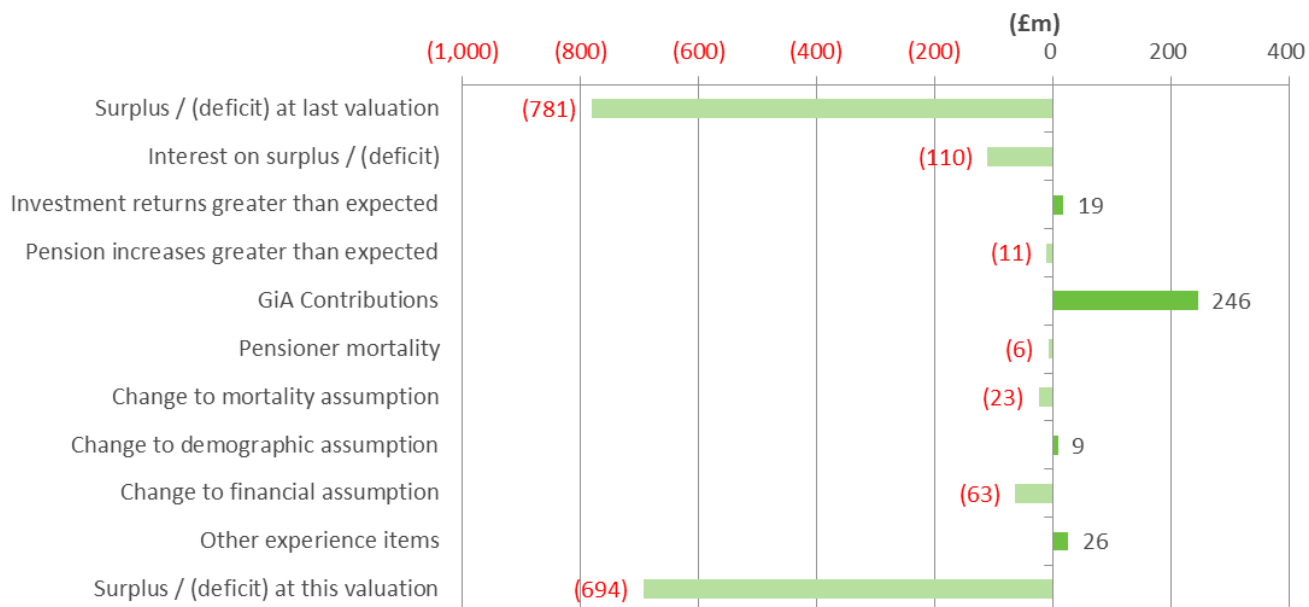 (£m)
(1,000) (800) (600) (400) (200) 0 200 400
Surplus / (deficit) at last valuation (781)
Interest on surplus / (deficit) (110)
Investment returns greater than expected 19
Pension increases greater than expected (11)
GiA Contributions 246
Pensioner mortality (6)
Change to mortality assumption (23)
Change to demographic assumption 9
Change to financial assumption (63)
Other experience items 26
Surplus / (deficit) at this valuation (694)